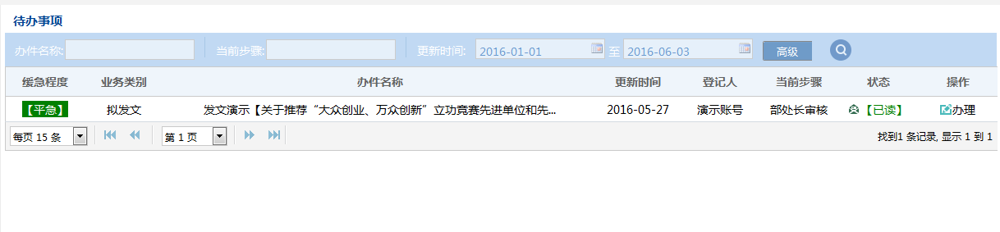 待办事项
办件名称: 当前步骤: 更新时间: 2016-01-01 至 2016-06-03 高级
缓急程度 业务类别 办件名称 更新时间 登记人 当前步骤 状态 操作
【平急】 拟发文 发文演示【关于推荐“大众创业、万众创新”立功竞赛先进单位和先... 2016-05-27 演示账号 部处长审核 【已读】 办理
每页 15 条 第 1 页 找到1 条记录, 显示 1 到 1